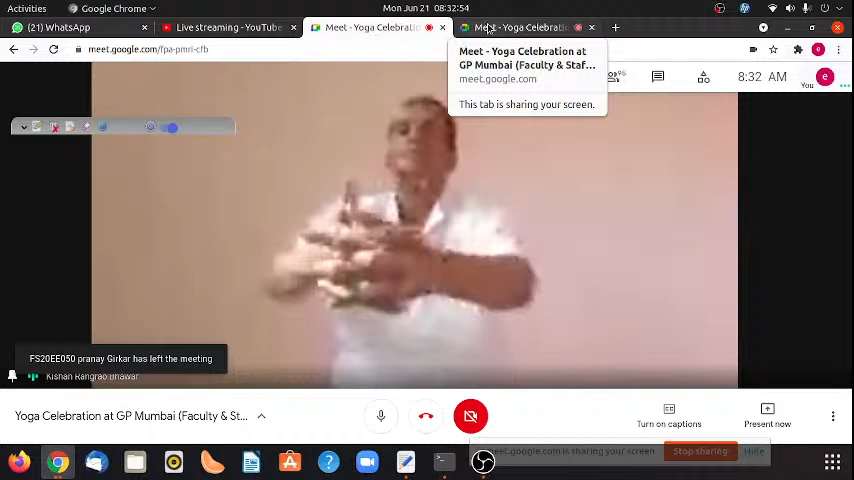 Activities
Google Chrome
Mon Jun 21  08:32:54
(21) WhatsApp
Live streaming - YouTube
Meet - Yoga Celebratio
Meet - Yoga Celebratio
meet.google.com/fpa-pmri-cfb
e
Meet - Yoga Celebration at
GP Mumbai (Faculty & Staf...
meet.google.com
This tab is sharing your screen.
8:32 AM
e
You
FS20EE050 pranay Girkar has left the meeting
Kishan Rangrao Bhawar
Yoga Celebration at GP Mumbai (Faculty & St...
Turn on captions
Present now
meet.google.com is sharing your screen.
Stop sharing
Hide